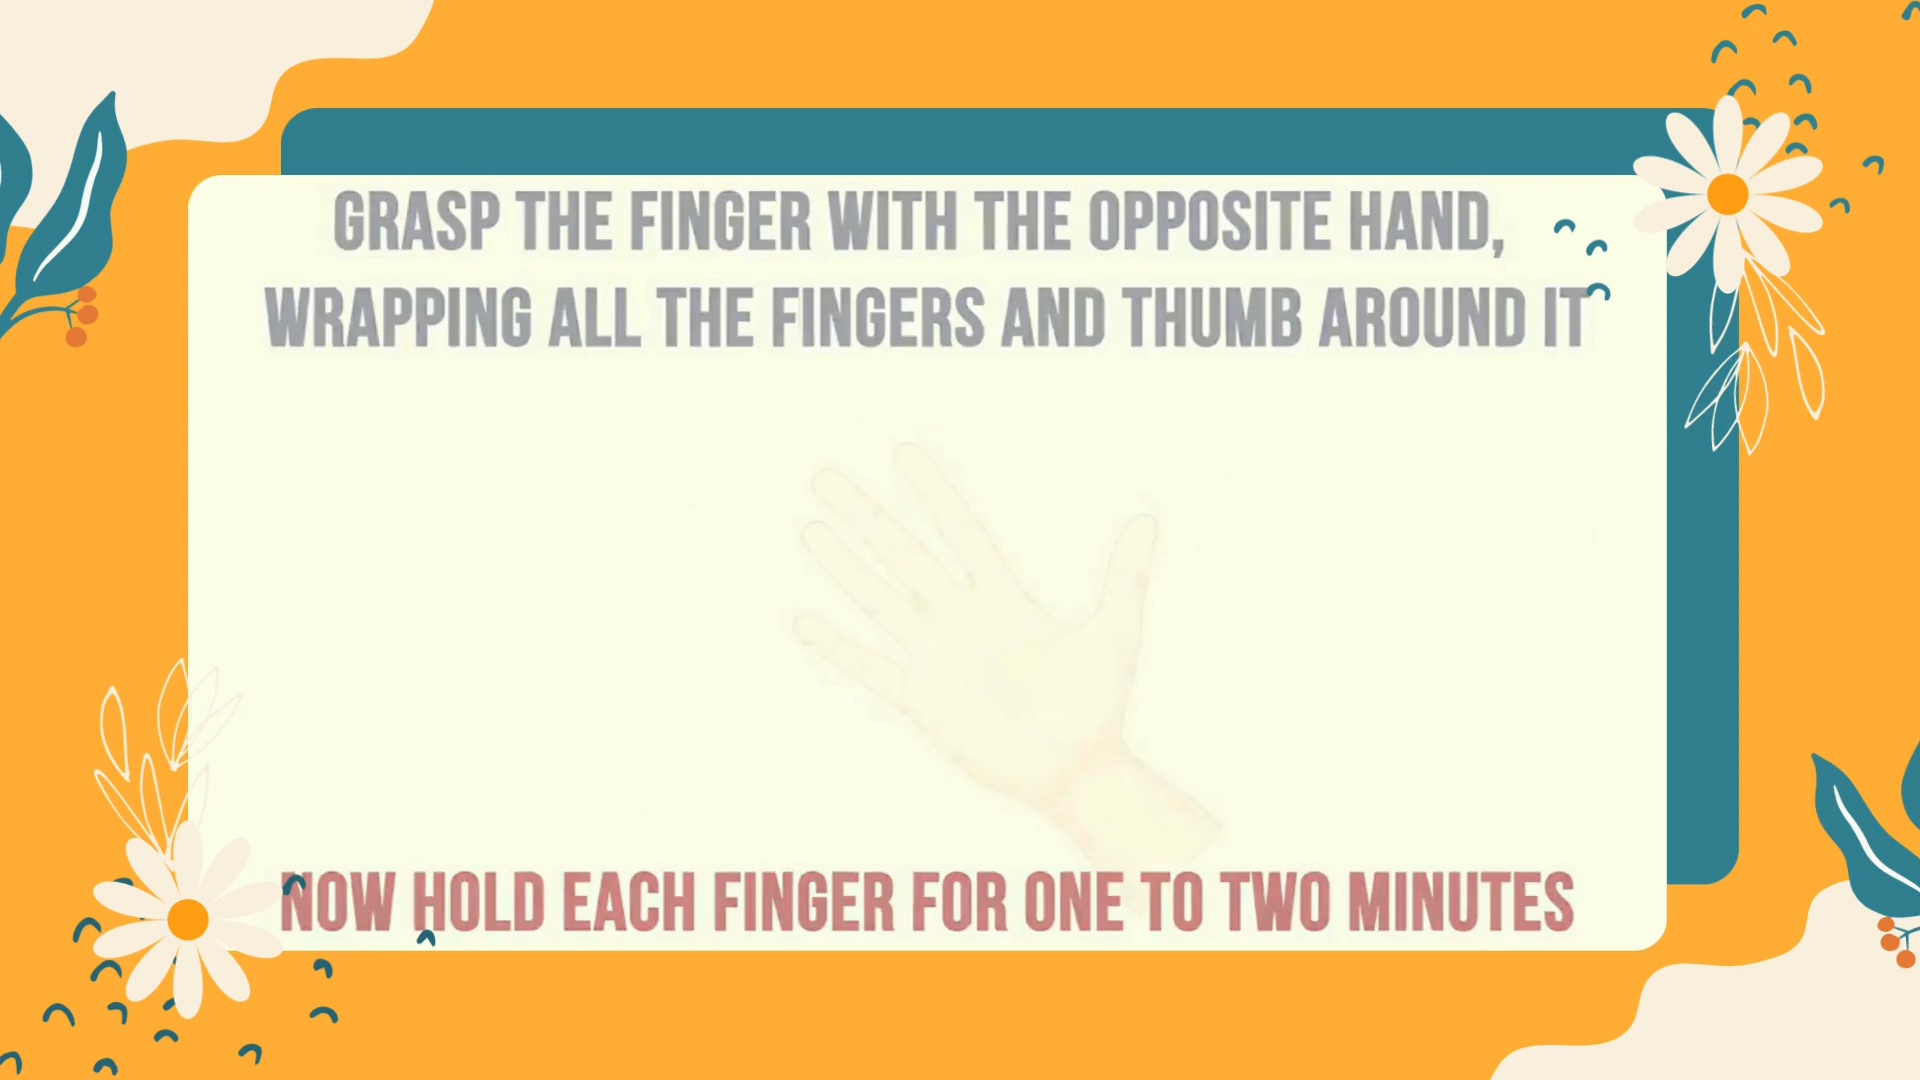 GRASP THE FINGER WITH THE OPPOSITE HAND,
WRAPPING ALL THE FINGERS AND THUMB AROUND IT
NOW HOLD EACH FINGER FOR ONE TO TWO MINUTES